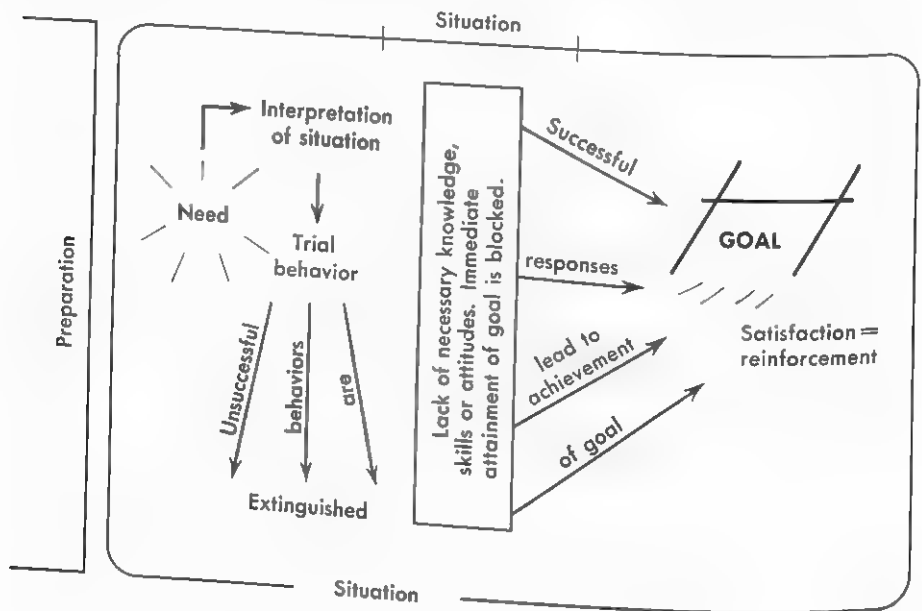 Situation
Preparation
Need
Interpretation
of situation
Trial
behavior
Unsuccessful
behaviors
are
Extinguished
Lack of necessary knowledge,
skills or attitudes. Immediate
attainment of goal is blocked.
Successful
responses
lead to
achievement
of goal
GOAL
Satisfaction =
reinforcement
Situation